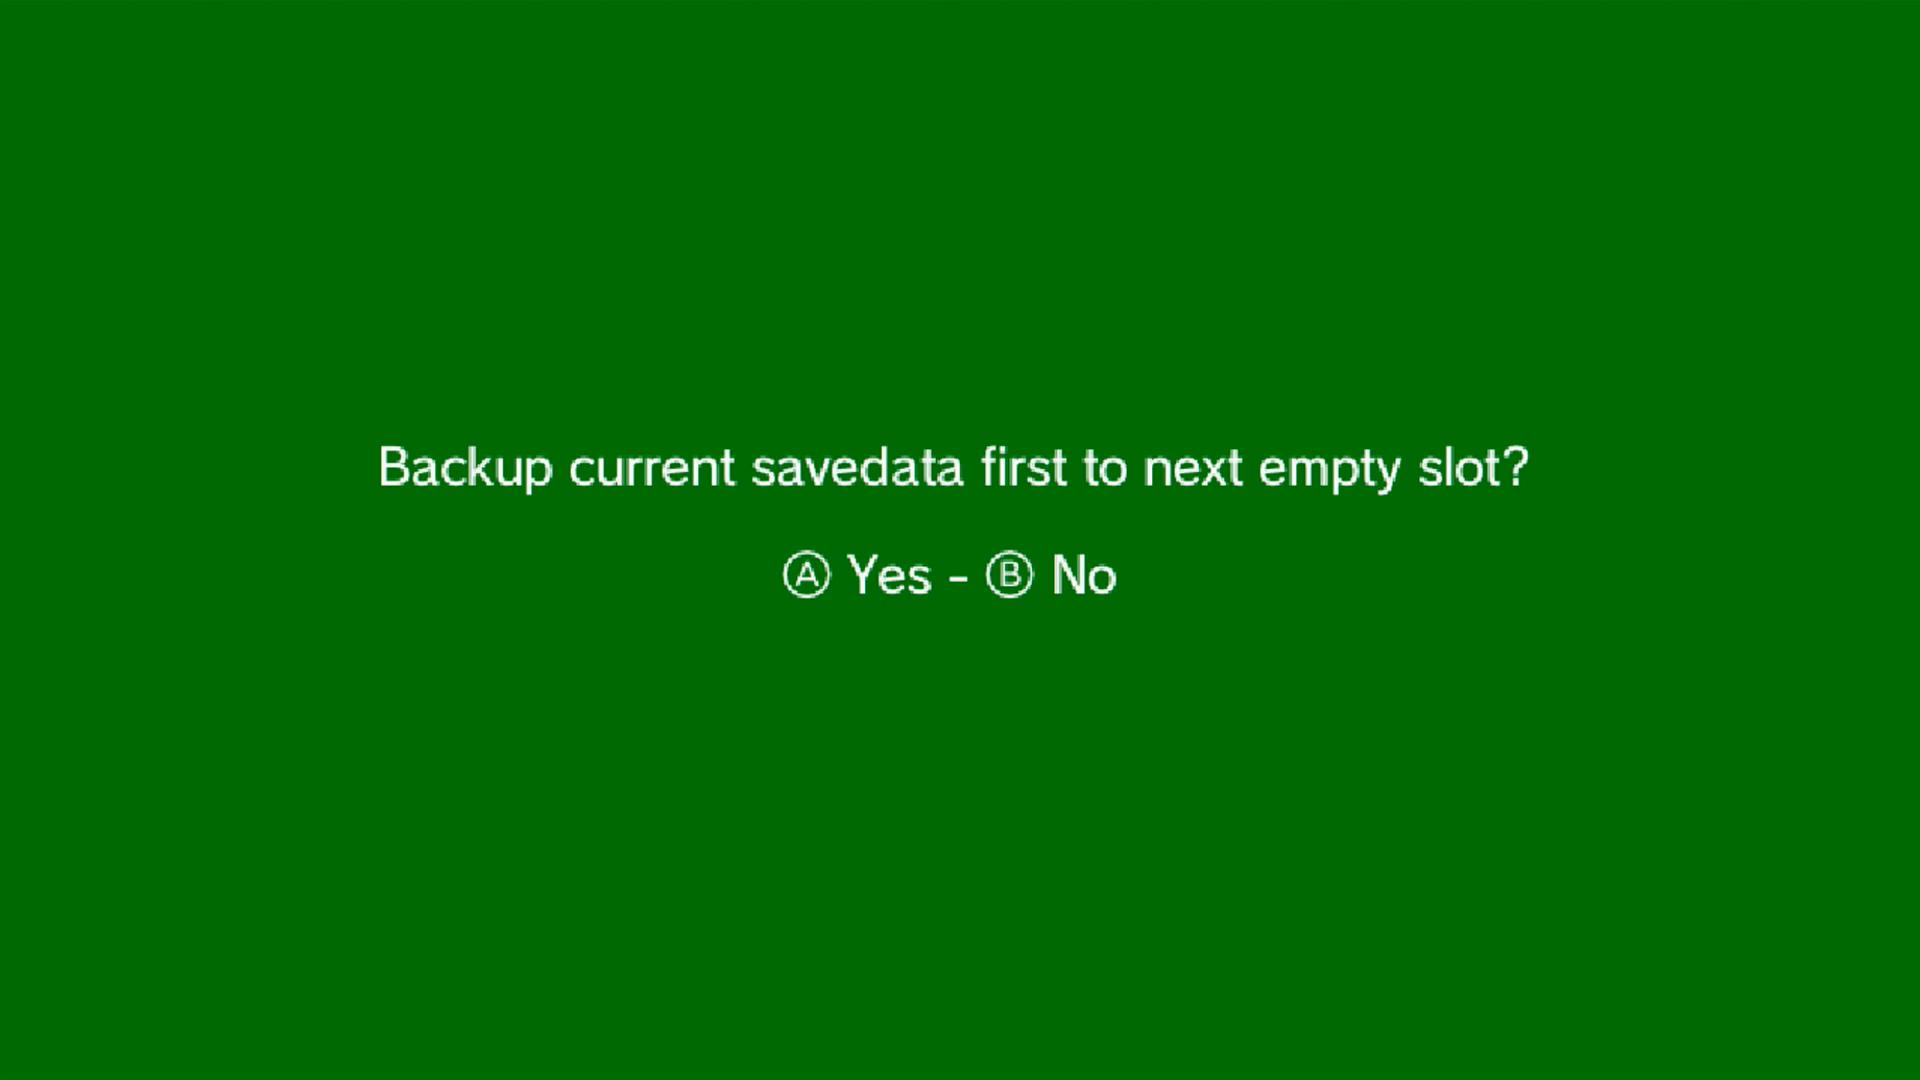 Backup current savedata first to next empty slot?
Ⓐ Yes - Ⓑ No